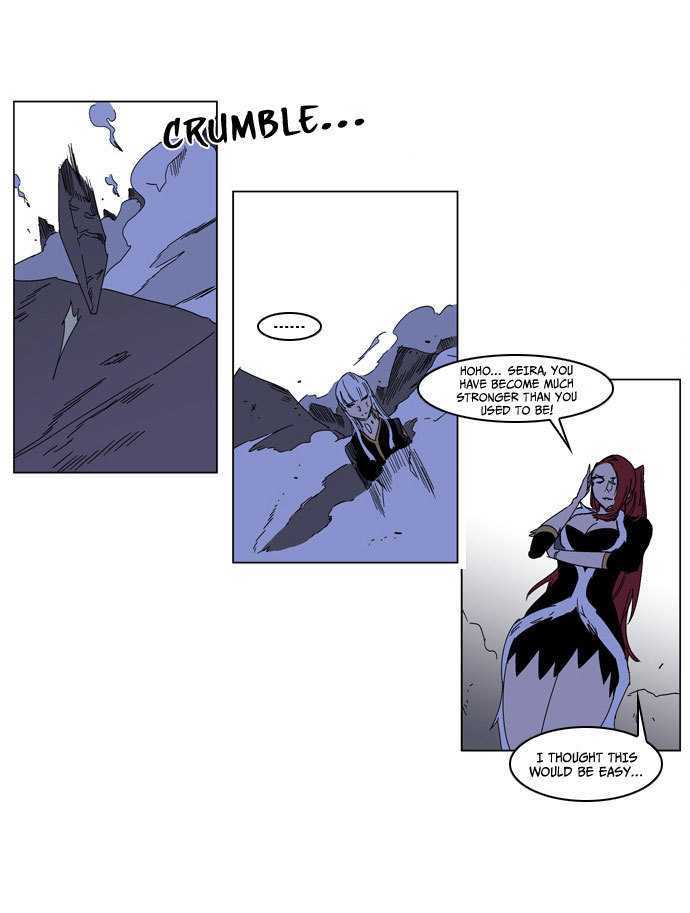 CRUMBLE...
------
HOHO... SEIRA, YOU
HAVE BECOME MUCH
STRONGER THAN YOU
USED TO BE!
I THOUGHT THIS
WOULD BE EASY...